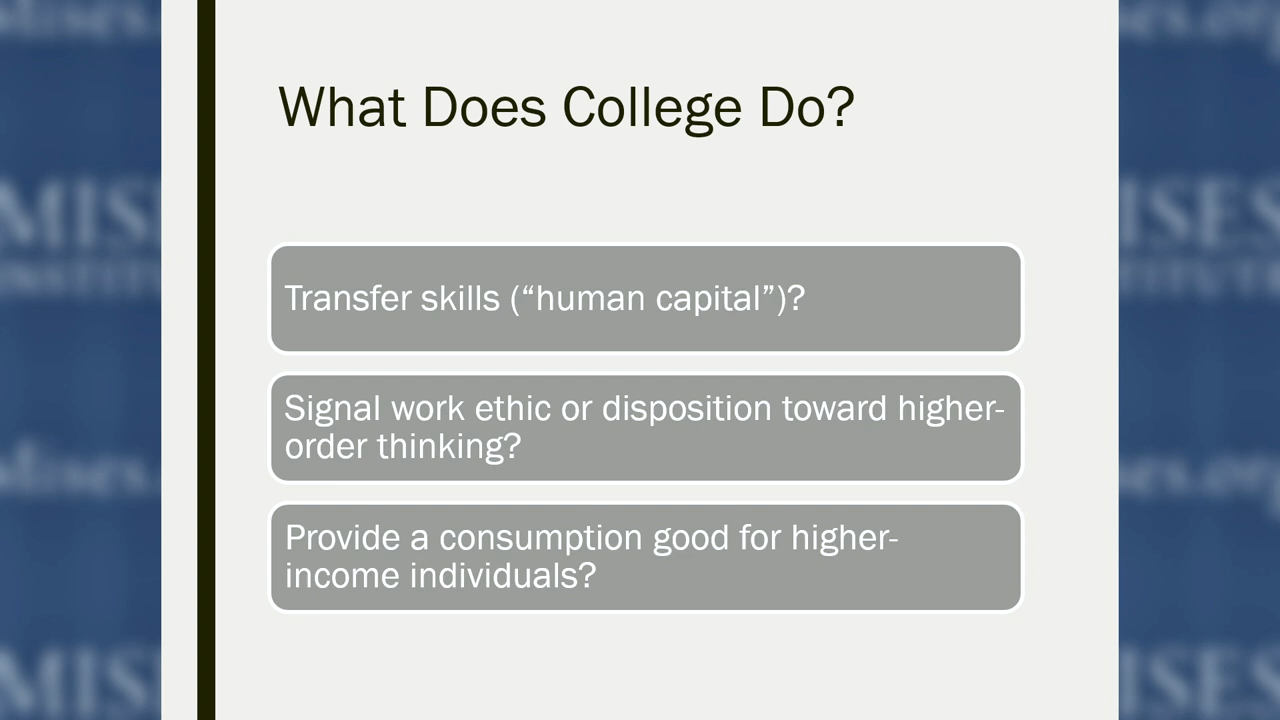 What Does College Do?
Transfer skills (“human capital”)?
Signal work ethic or disposition toward higher-
order thinking?
Provide a consumption good for higher-
income individuals?